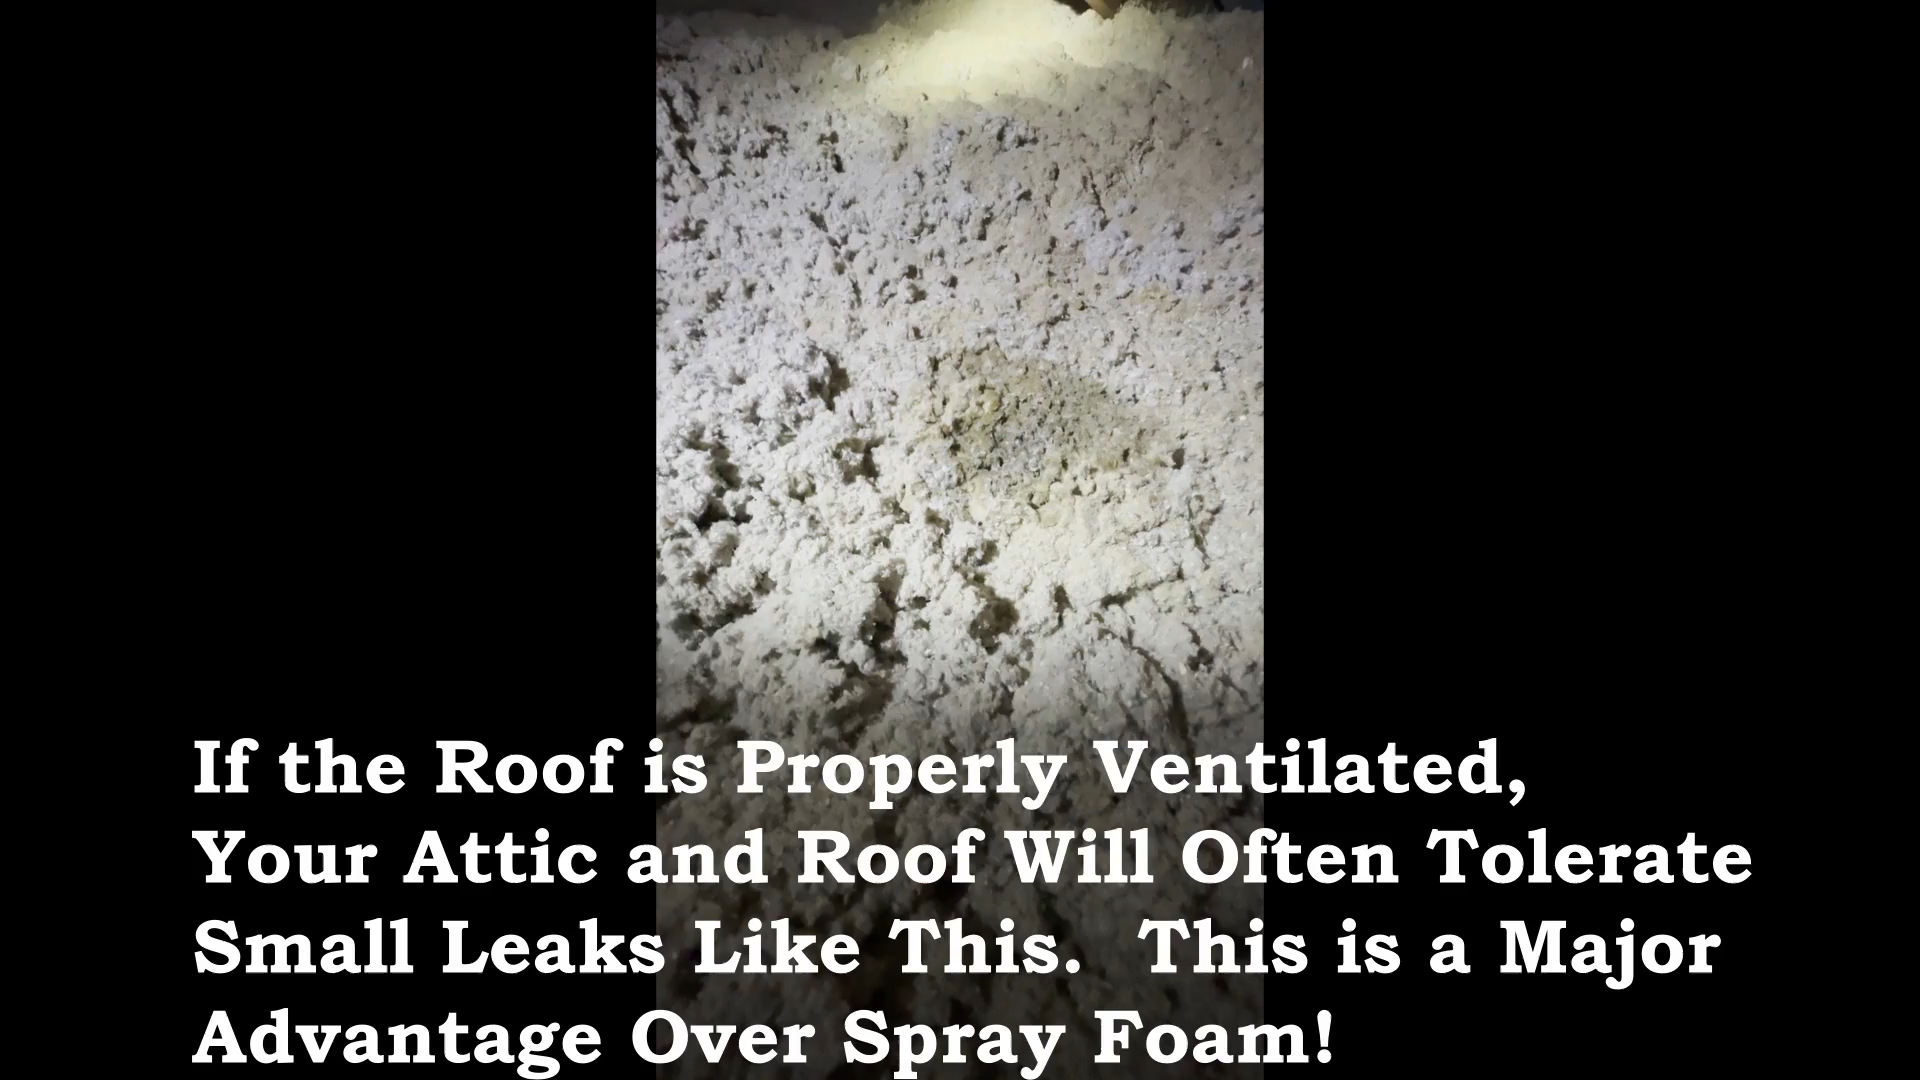 If the Roof is Properly Ventilated,
Your Attic and Roof Will Often Tolerate
Small Leaks Like This.  This is a Major
Advantage Over Spray Foam!